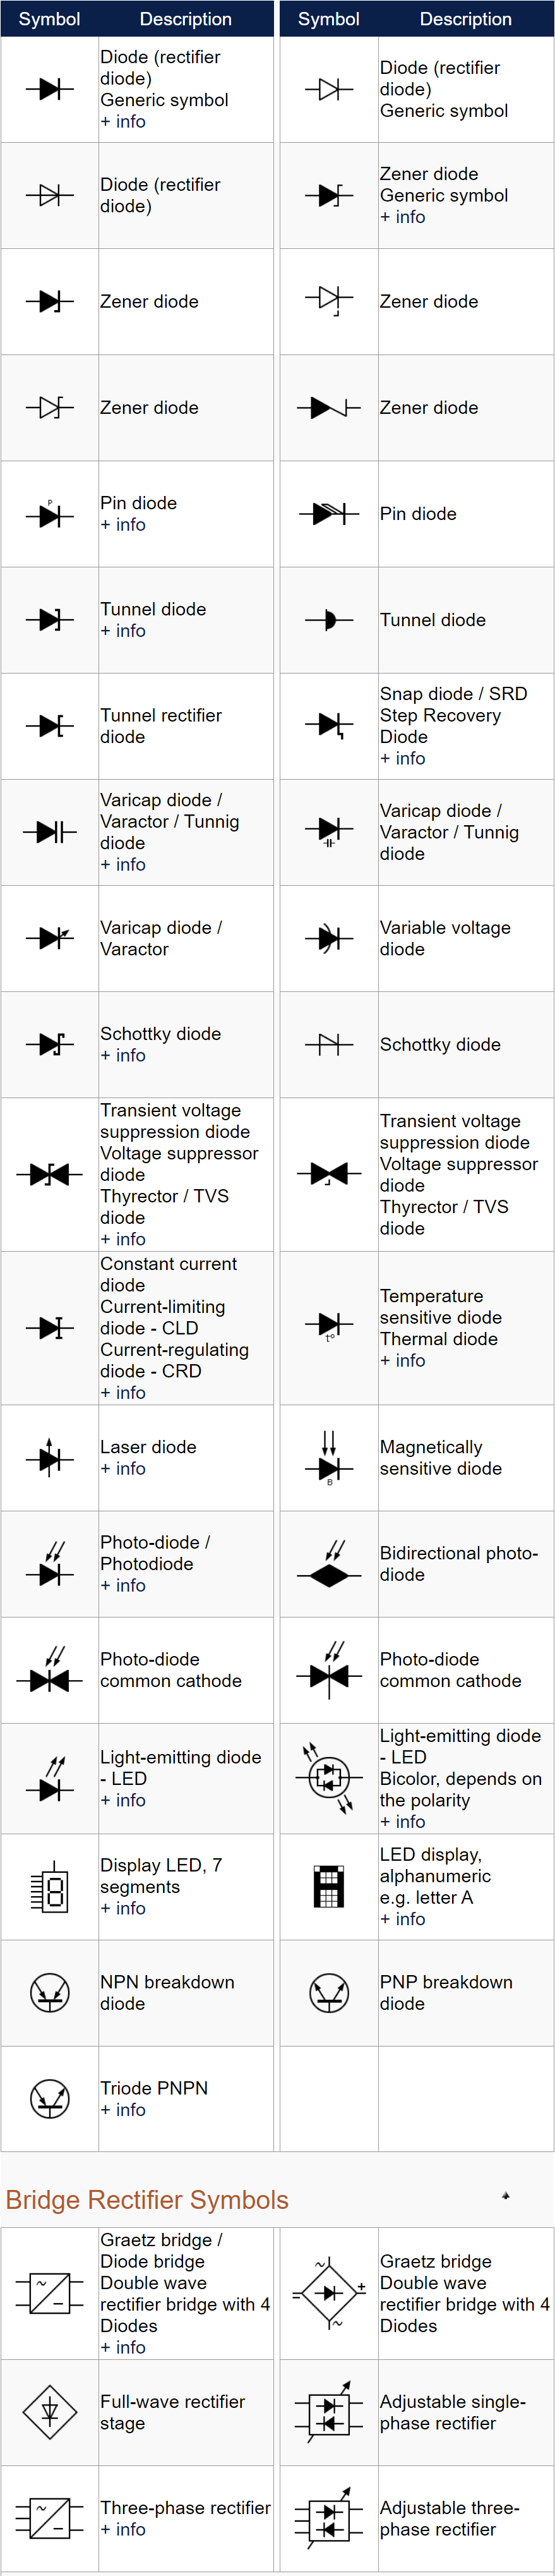 Symbol Description Symbol Description
Diode (rectifier
diode)
Generic symbol
+ info
Diode (rectifier
diode)
Generic symbol
Diode (rectifier
diode)
Zener diode
Generic symbol
+ info
Zener diode
Zener diode
Zener diode
Zener diode
P
Pin diode
+ info
Pin diode
Tunnel diode
+ info
Tunnel diode
Tunnel rectifier
diode
Snap diode / SRD
Step Recovery
Diode
+ info
Varicap diode /
Varactor / Tunnig
diode
+ info
Varicap diode /
Varactor / Tunnig
diode
Varicap diode /
Varactor
Variable voltage
diode
Schottky diode
+ info
Schottky diode
Transient voltage
suppression diode
Voltage suppressor
diode
Thyrector / TVS
diode
+ info
Transient voltage
suppression diode
Voltage suppressor
diode
Thyrector / TVS
diode
Constant current
diode
Current-limiting
diode - CLD
Current-regulating
diode - CRD
+ info
t°
Temperature
sensitive diode
Thermal diode
+ info
Laser diode
+ info
B
Magnetically
sensitive diode
Photo-diode /
Photodiode
+ info
Bidirectional photo-
diode
Photo-diode
common cathode
Photo-diode
common cathode
Light-emitting diode
- LED
+ info
Light-emitting diode
- LED
Bicolor, depends on
the polarity
+ info
8
Display LED, 7
segments
+ info
A
LED display,
alphanumeric
e.g. letter A
+ info
NPN breakdown
diode
PNP breakdown
diode
Triode PNPN
+ info
Bridge Rectifier Symbols
~
−
Graetz bridge /
Diode bridge
Double wave
rectifier bridge with 4
Diodes
+ info
~
− +
~
Graetz bridge
Double wave
rectifier bridge with 4
Diodes
Full-wave rectifier
stage
Adjustable single-
phase rectifier
~
−
Three-phase rectifier
+ info
Adjustable three-
phase rectifier